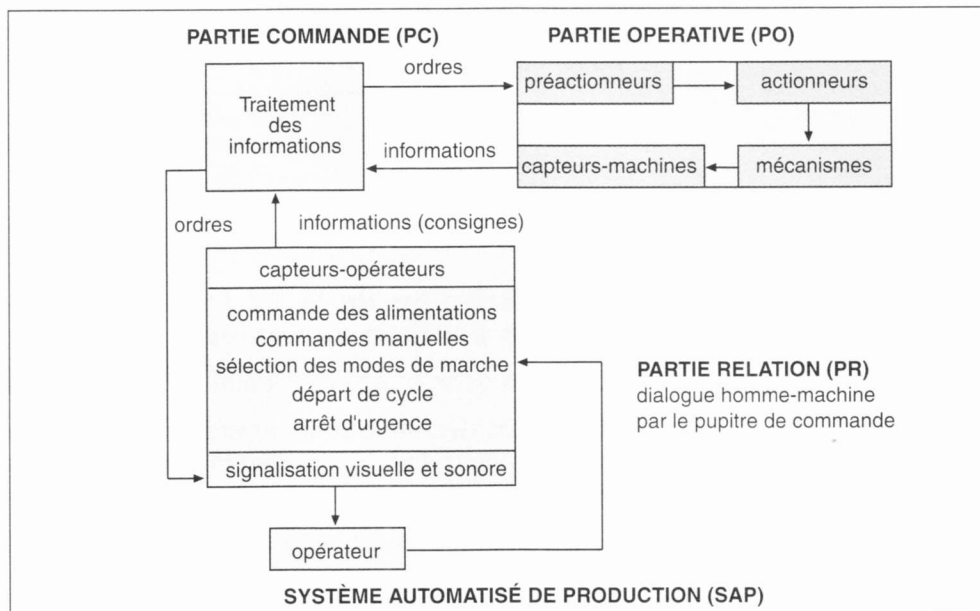 PARTIE COMMANDE (PC)
PARTIE OPERATIVE (PO)
ordres
Traitement
des
informations
préactionneurs
actionneurs
informations
capteurs-machines
mécanismes
ordres
informations (consignes)
capteurs-opérateurs
commande des alimentations
commandes manuelles
sélection des modes de marche
départ de cycle
arrêt d'urgence
signalisation visuelle et sonore
PARTIE RELATION (PR)
dialogue homme-machine
par le pupitre de commande
opérateur
SYSTÈME AUTOMATISÉ DE PRODUCTION (SAP)